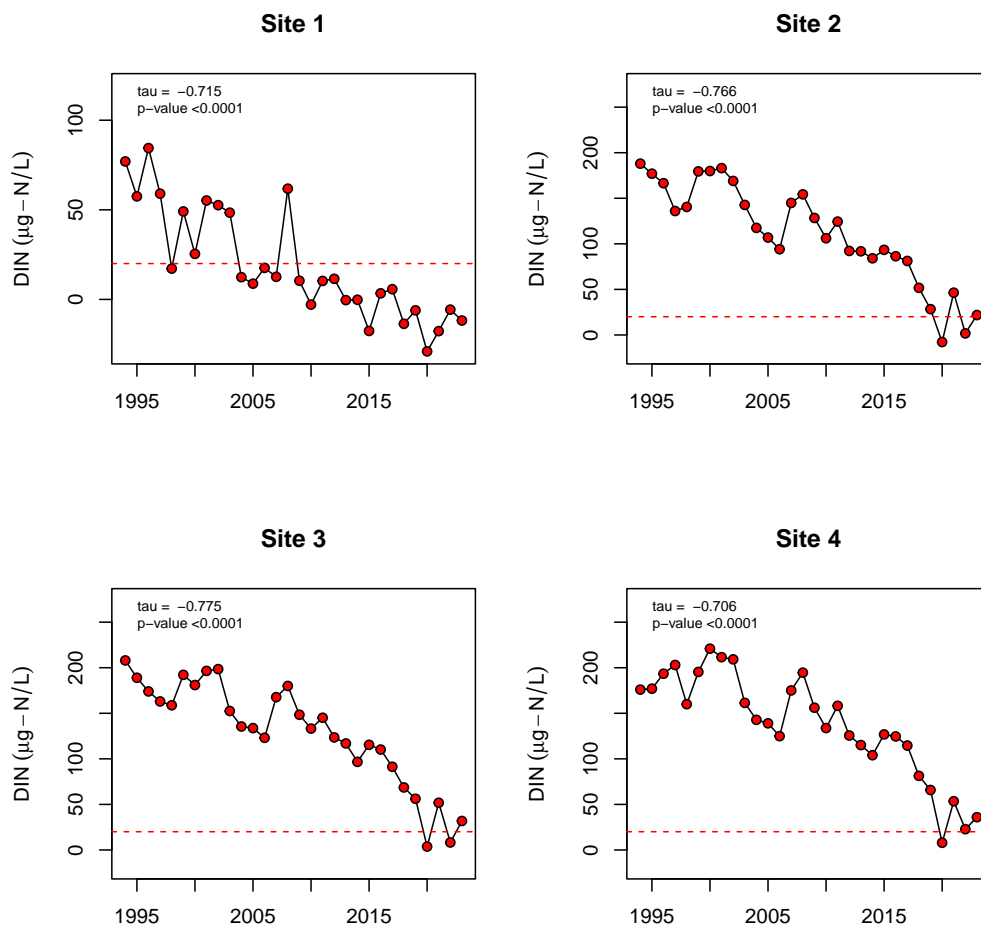 Site 1
tau =  −0.715
p−value <0.0001
DIN (µg−N/L)
100
50
0
1995
2005
2015
Site 2
tau =  −0.766
p−value <0.0001
DIN (µg−N/L)
200
100
50
0
1995
2005
2015
Site 3
tau =  −0.775
p−value <0.0001
DIN (µg−N/L)
200
100
50
0
1995
2005
2015
Site 4
tau =  −0.706
p−value <0.0001
DIN (µg−N/L)
200
100
50
0
1995
2005
2015